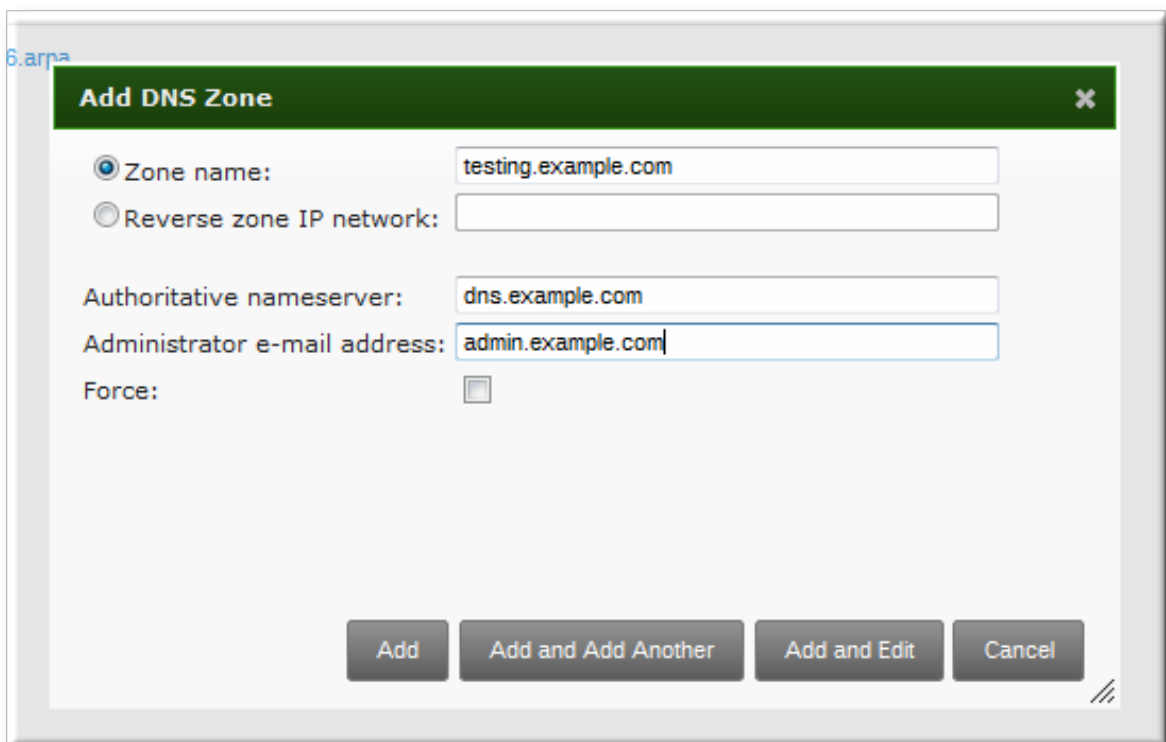 6.arpa
Add DNS Zone
Zone name: testing.example.com
Reverse zone IP network:
Authoritative nameserver: dns.example.com
Administrator e-mail address: admin.example.com
Force:
Add Add and Add Another Add and Edit Cancel